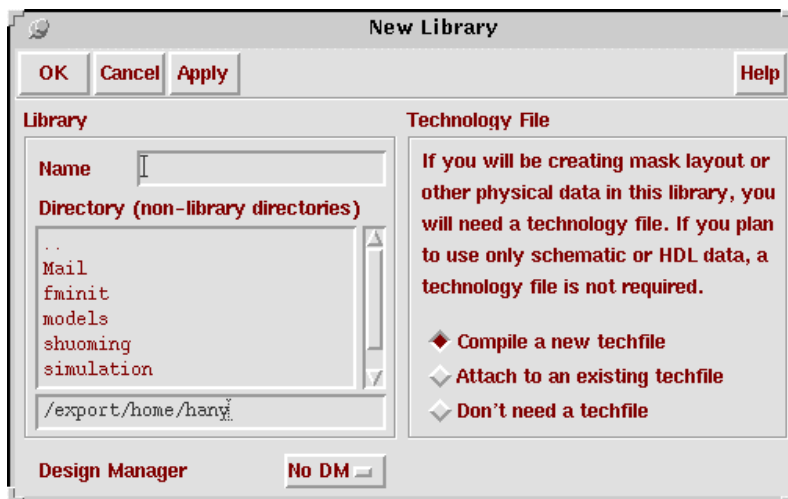 New Library
OK Cancel Apply Help
Library
Name
Directory (non-library directories)
..
Mail
fminit
models
shuoming
simulation
/export/home/hany
Technology File
If you will be creating mask layout or
other physical data in this library, you
will need a technology file. If you plan
to use only schematic or HDL data, a
technology file is not required.
Compile a new techfile
Attach to an existing techfile
Don't need a techfile
Design Manager No DM